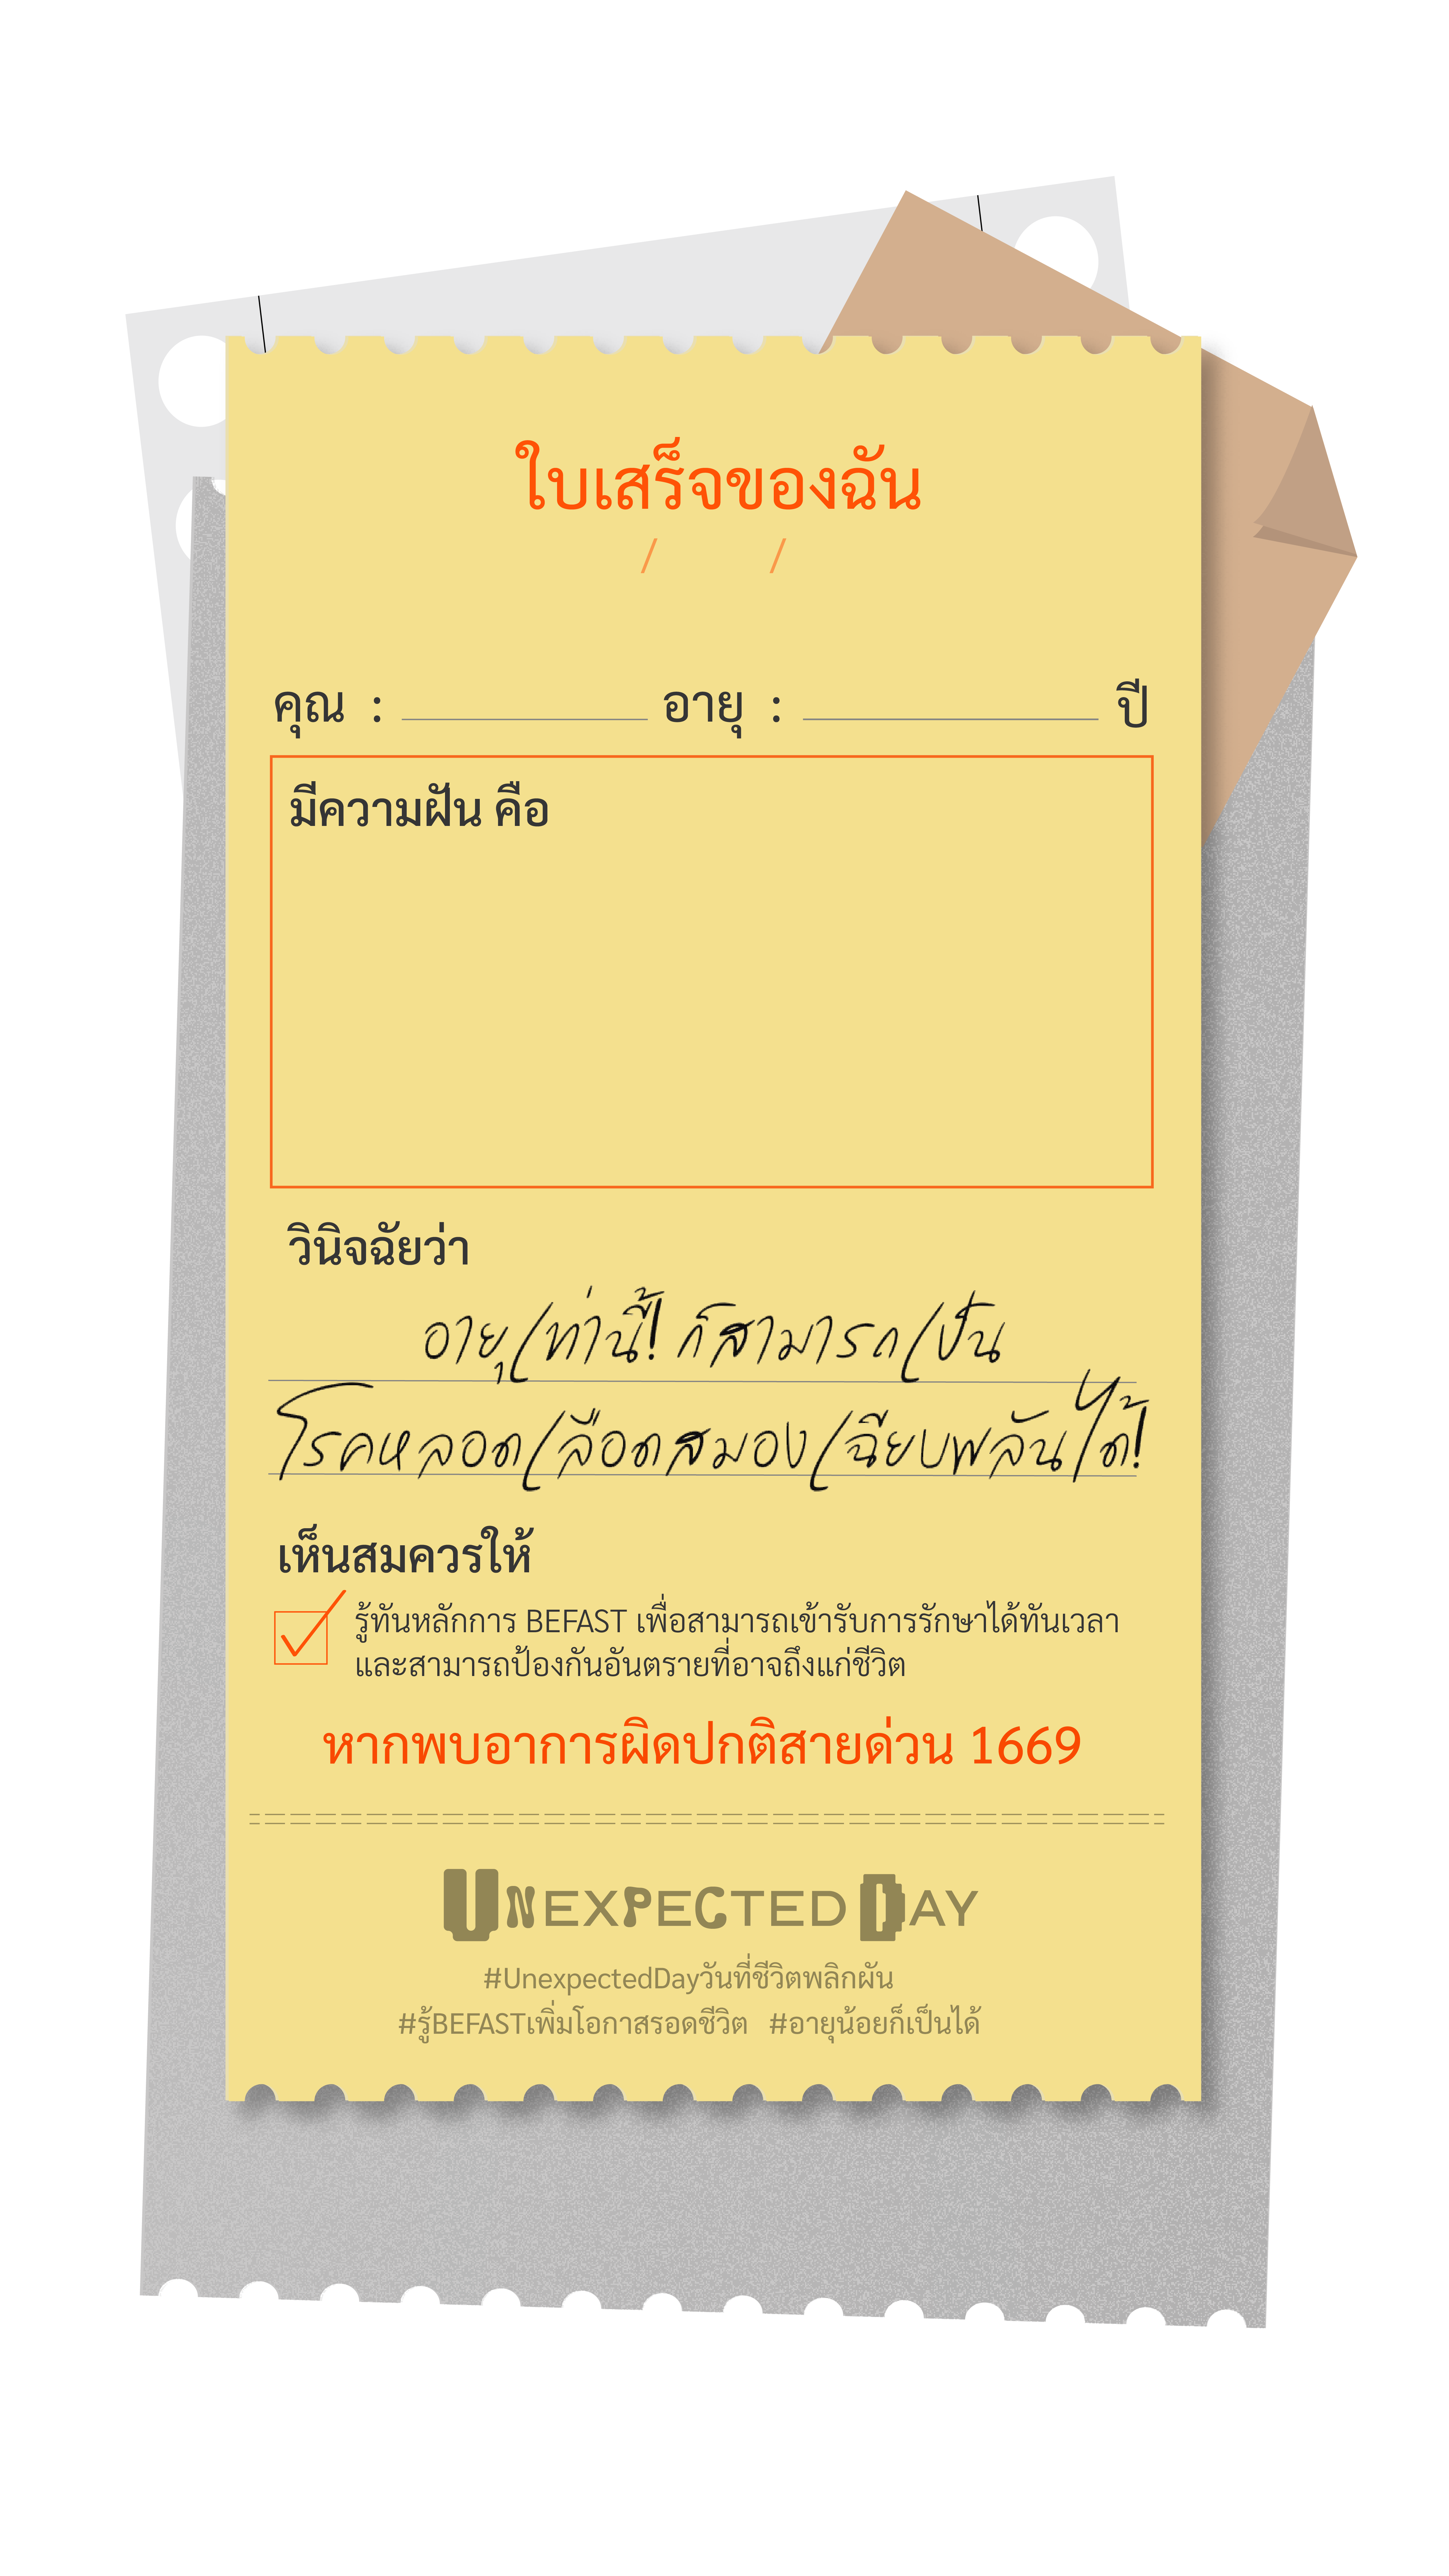 ใบเสร็จของฉัน
/ /
คุณ : อายุ : ปี
มีความฝัน คือ
วินิจฉัยว่า
อายุเท่านี้! ก็สามารถเป็น
โรคหลอดเลือดสมองเฉียบพลันได้!
เห็นสมควรให้
รู้ทันหลักการ BEFAST เพื่อสามารถเข้ารับการรักษาได้ทันเวลา
และสามารถป้องกันอันตรายที่อาจถึงแก่ชีวิต
หากพบอาการผิดปกติสายด่วน 1669
UNEXPECTED DAY
#UnexpectedDayวันที่ชีวิตพลิกผัน
#รู้BEFASTเพิ่มโอกาสรอดชีวิต #อายุน้อยก็เป็นได้